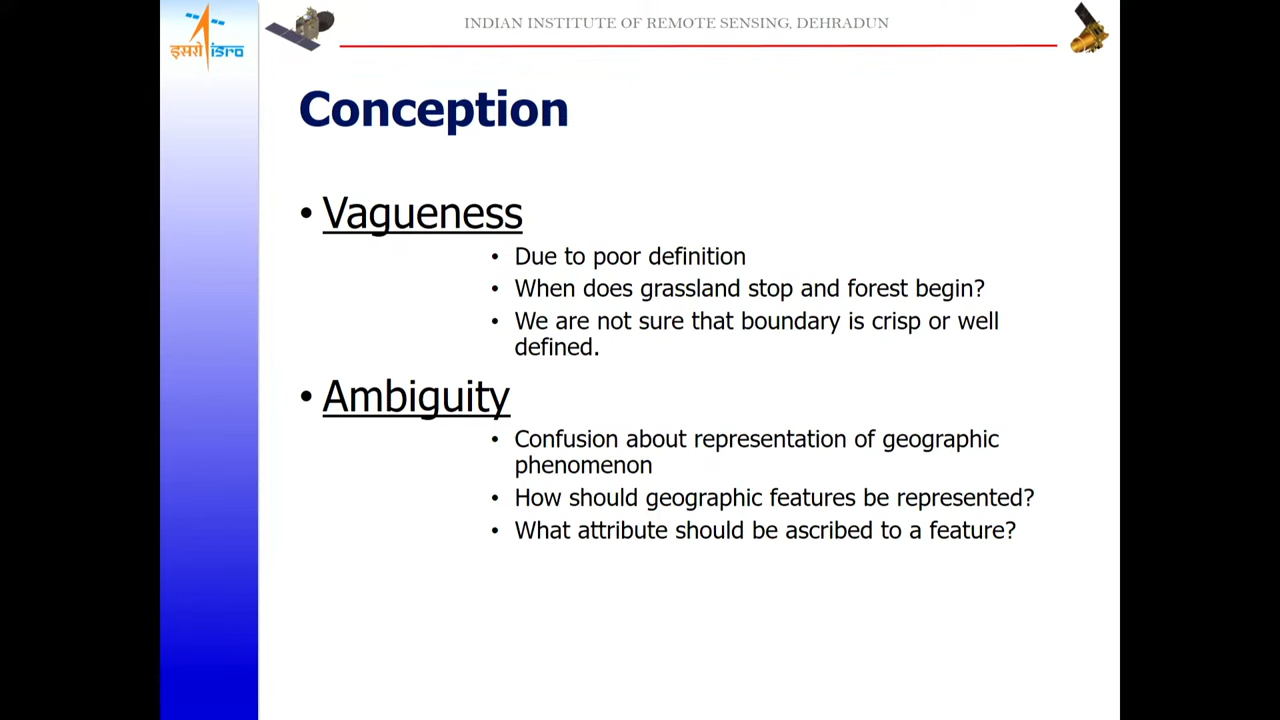 INDIAN INSTITUTE OF REMOTE SENSING, DEHRADUN
इसरो isro
Conception
• Vagueness
• Due to poor definition
• When does grassland stop and forest begin?
• We are not sure that boundary is crisp or well
defined.
• Ambiguity
• Confusion about representation of geographic
phenomenon
• How should geographic features be represented?
• What attribute should be ascribed to a feature?